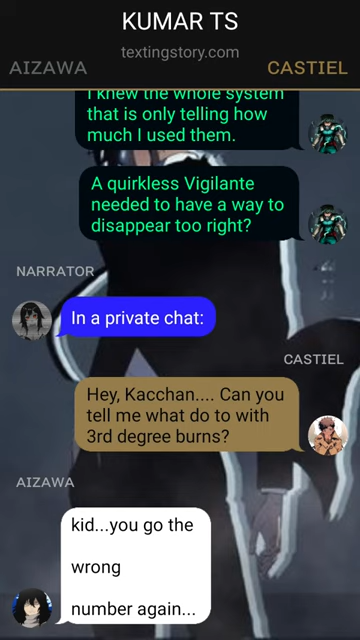 KUMAR TS
textingstory.com
AIZAWA
CASTIEL
I knew the whole system
that is only telling how
much I used them.
A quirkless Vigilante
needed to have a way to
disappear too right?
NARRATOR
In a private chat:
CASTIEL
Hey, Kacchan.... Can you
tell me what do to with
3rd degree burns?
AIZAWA
kid...you go the
wrong
number again...